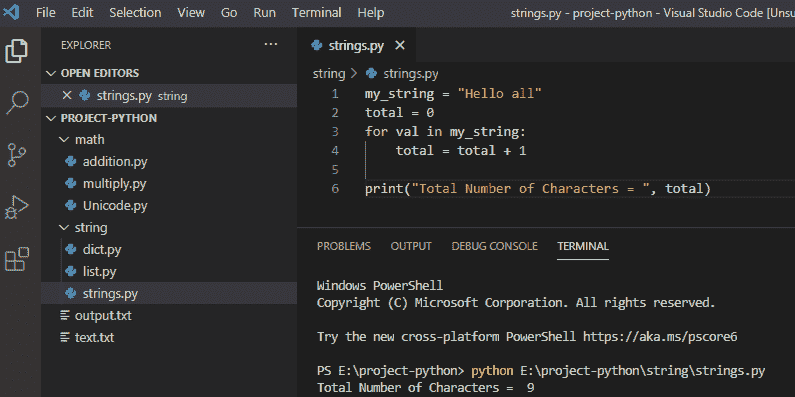 File Edit Selection View Go Run Terminal Help strings.py - project-python - Visual Studio Code [Unsu
EXPLORER ...
OPEN EDITORS
strings.py string
PROJECT-PYTHON
math
addition.py
multiply.py
Unicode.py
string
dict.py
list.py
strings.py
output.txt
text.txt
strings.py
string > strings.py
1 my_string = "Hello all"
2 total = 0
3 for val in my_string:
4     total = total + 1
5
6 print("Total Number of Characters = ", total)
PROBLEMS OUTPUT DEBUG CONSOLE TERMINAL
Windows PowerShell
Copyright (C) Microsoft Corporation. All rights reserved.
Try the new cross-platform PowerShell https://aka.ms/pscore6
PS E:\project-python> python E:\project-python\string\strings.py
Total Number of Characters =  9